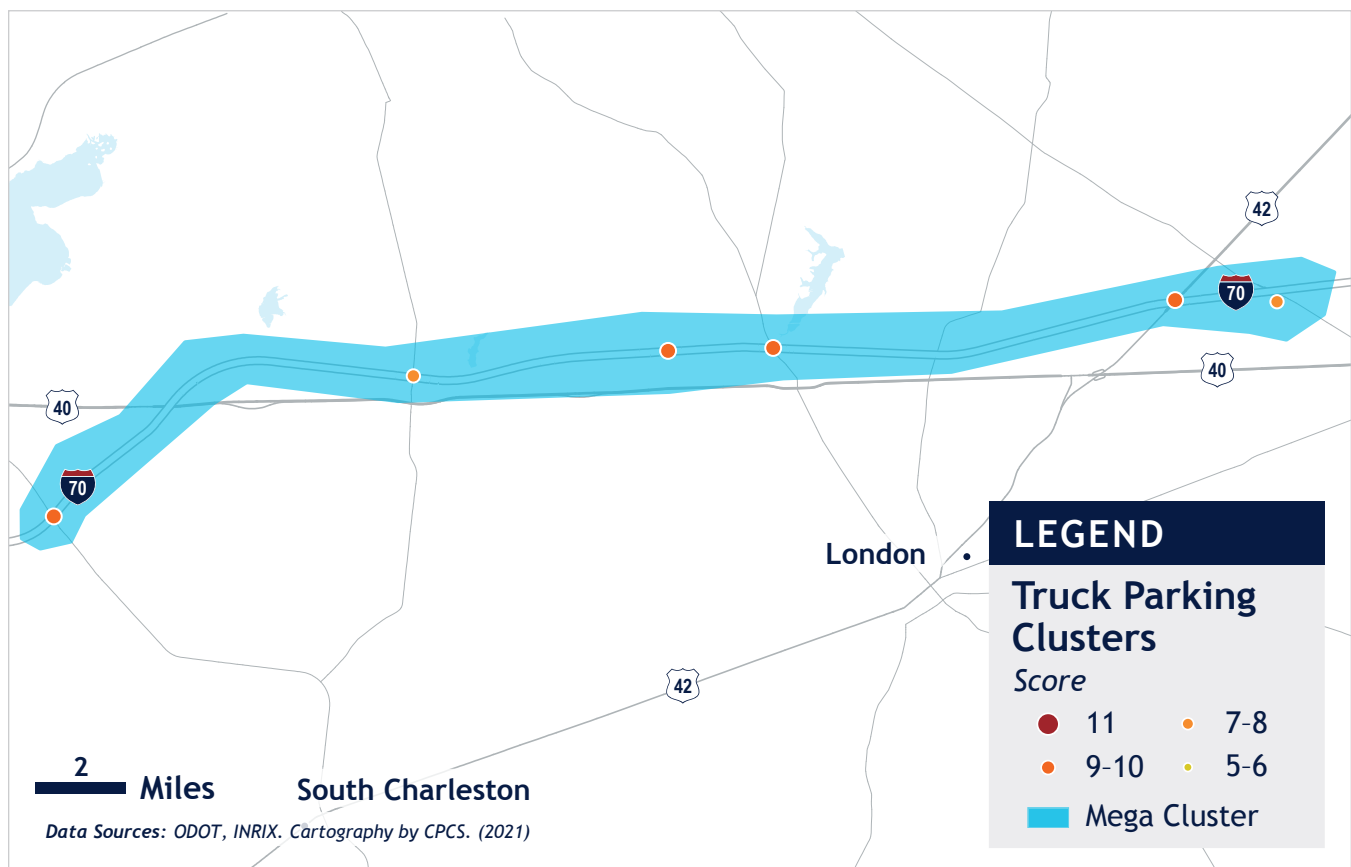 42
70
40
40
70
London
42
LEGEND
Truck Parking
Clusters
Score
11
7–8
9–10
5–6
Mega Cluster
2
Miles
South Charleston
Data Sources: ODOT, INRIX. Cartography by CPCS. (2021)